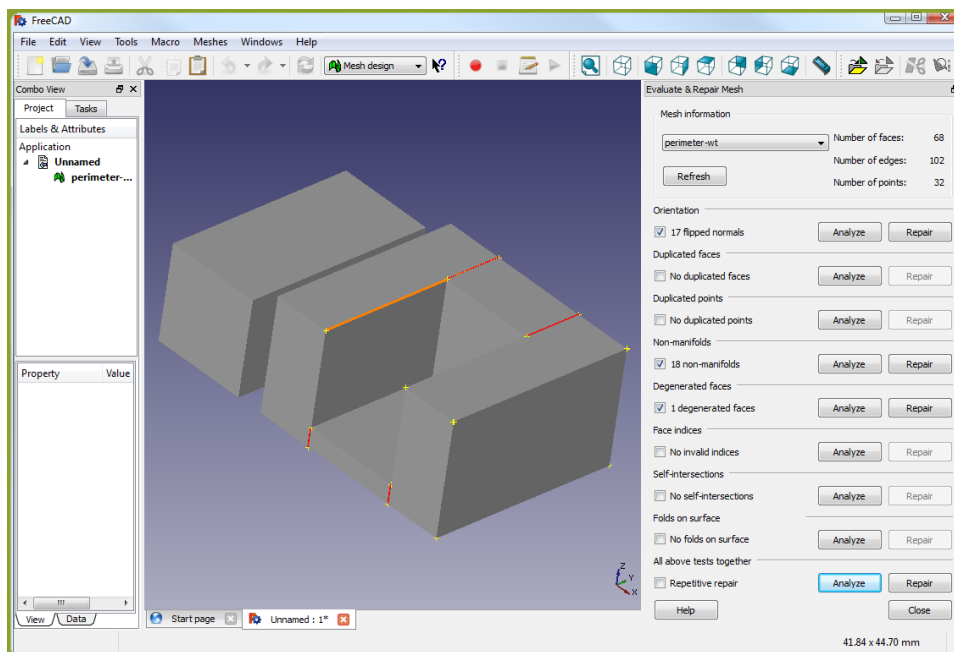 FreeCAD
File Edit View Tools Macro Meshes Windows Help
Mesh design
Combo View
Project Tasks
Labels & Attributes
Application
Unnamed
perimeter-...
Property Value
View Data
Start page
Unnamed : 1*
Z
Y
X
Evaluate & Repair Mesh
Mesh information
perimeter-wt
Number of faces: 68
Number of edges: 102
Refresh
Number of points: 32
Orientation
17 flipped normals Analyze Repair
Duplicated faces
No duplicated faces Analyze Repair
Duplicated points
No duplicated points Analyze Repair
Non-manifolds
18 non-manifolds Analyze Repair
Degenerated faces
1 degenerated faces Analyze Repair
Face indices
No invalid indices Analyze Repair
Self-intersections
No self-intersections Analyze Repair
Folds on surface
No folds on surface Analyze Repair
All above tests together
Repetitive repair Analyze Repair
Help Close
41.84 x 44.70 mm